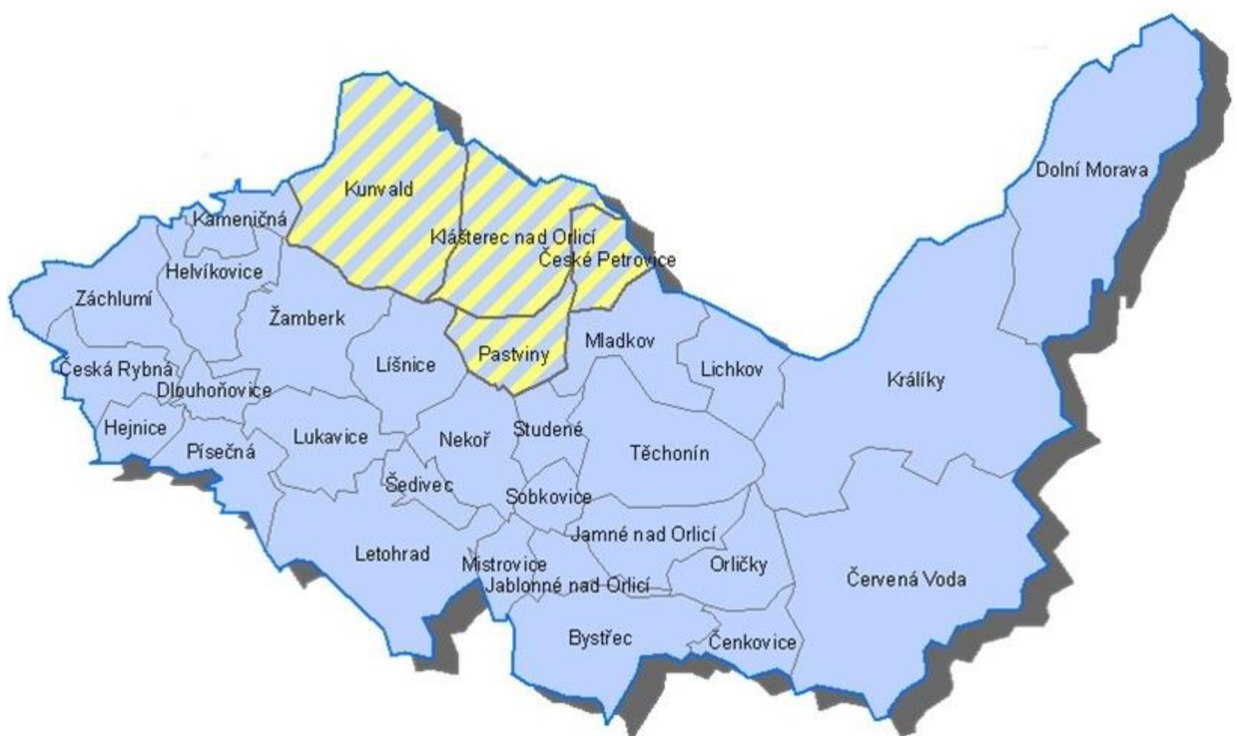 Dolní Morava
Kunvald
Kameničná
Klášterec nad Orlicí
České Petrovice
Helvíkovice
Záchlumí
Žamberk
Mladkov
Pastviny
Líšnice
Lichkov
Česká Rybná
Králíky
Dlouhoňovice
Hejnice
Lukavice
Studené
Nekoř
Písečná
Těchonín
Šedivec
Sobkovice
Jamné nad Orlicí
Letohrad
Mistrovice
Orličky
Červená Voda
Jablonné nad Orlicí
Bystřec
Čenkovice